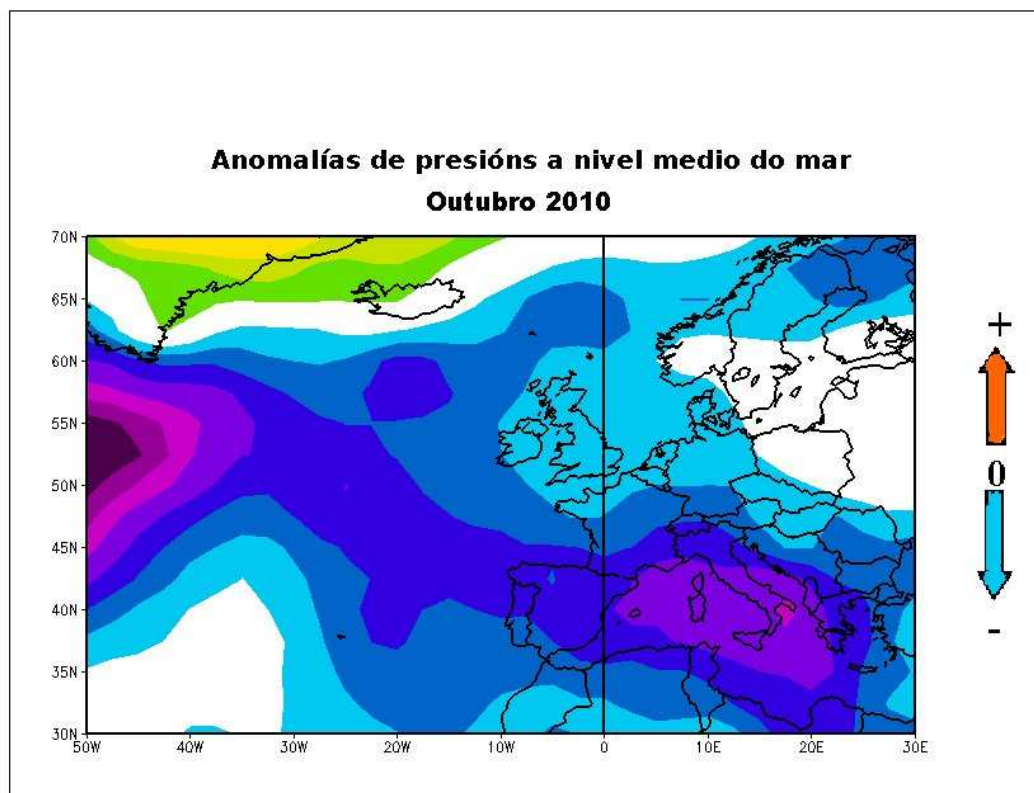 Anomalías de presións a nivel medio do mar
Outubro 2010
70N
65N
60N
55N
50N
45N
40N
35N
30N
50W 40W 30W 20W 10W 0 10E 20E 30E
+
0
-